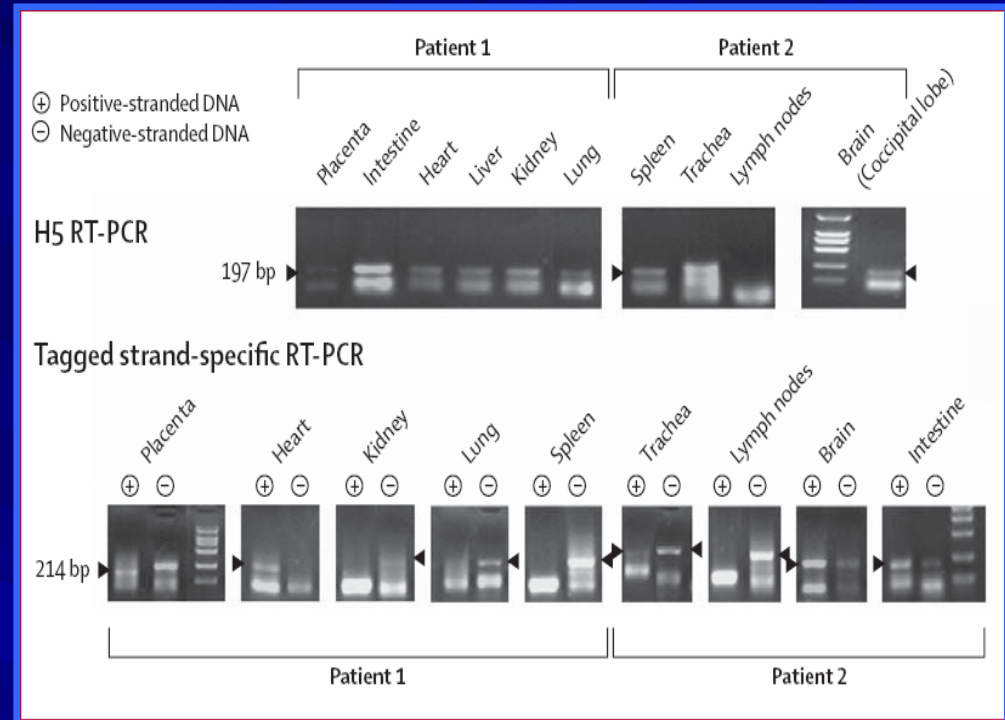 Patient 1
Patient 2
⊕ Positive-stranded DNA
⊖ Negative-stranded DNA
Placenta
Intestine
Heart
Liver
Kidney
Lung
Spleen
Trachea
Lymph nodes
Brain
(Coccipital lobe)
H5 RT-PCR
197 bp
Tagged strand-specific RT-PCR
Placenta
Heart
Kidney
Lung
Spleen
Trachea
Lymph nodes
Brain
Intestine
⊕ ⊖ ⊕ ⊖ ⊕ ⊖ ⊕ ⊖ ⊕ ⊖ ⊕ ⊖ ⊕ ⊖ ⊕ ⊖ ⊕ ⊖
214 bp
Patient 1
Patient 2